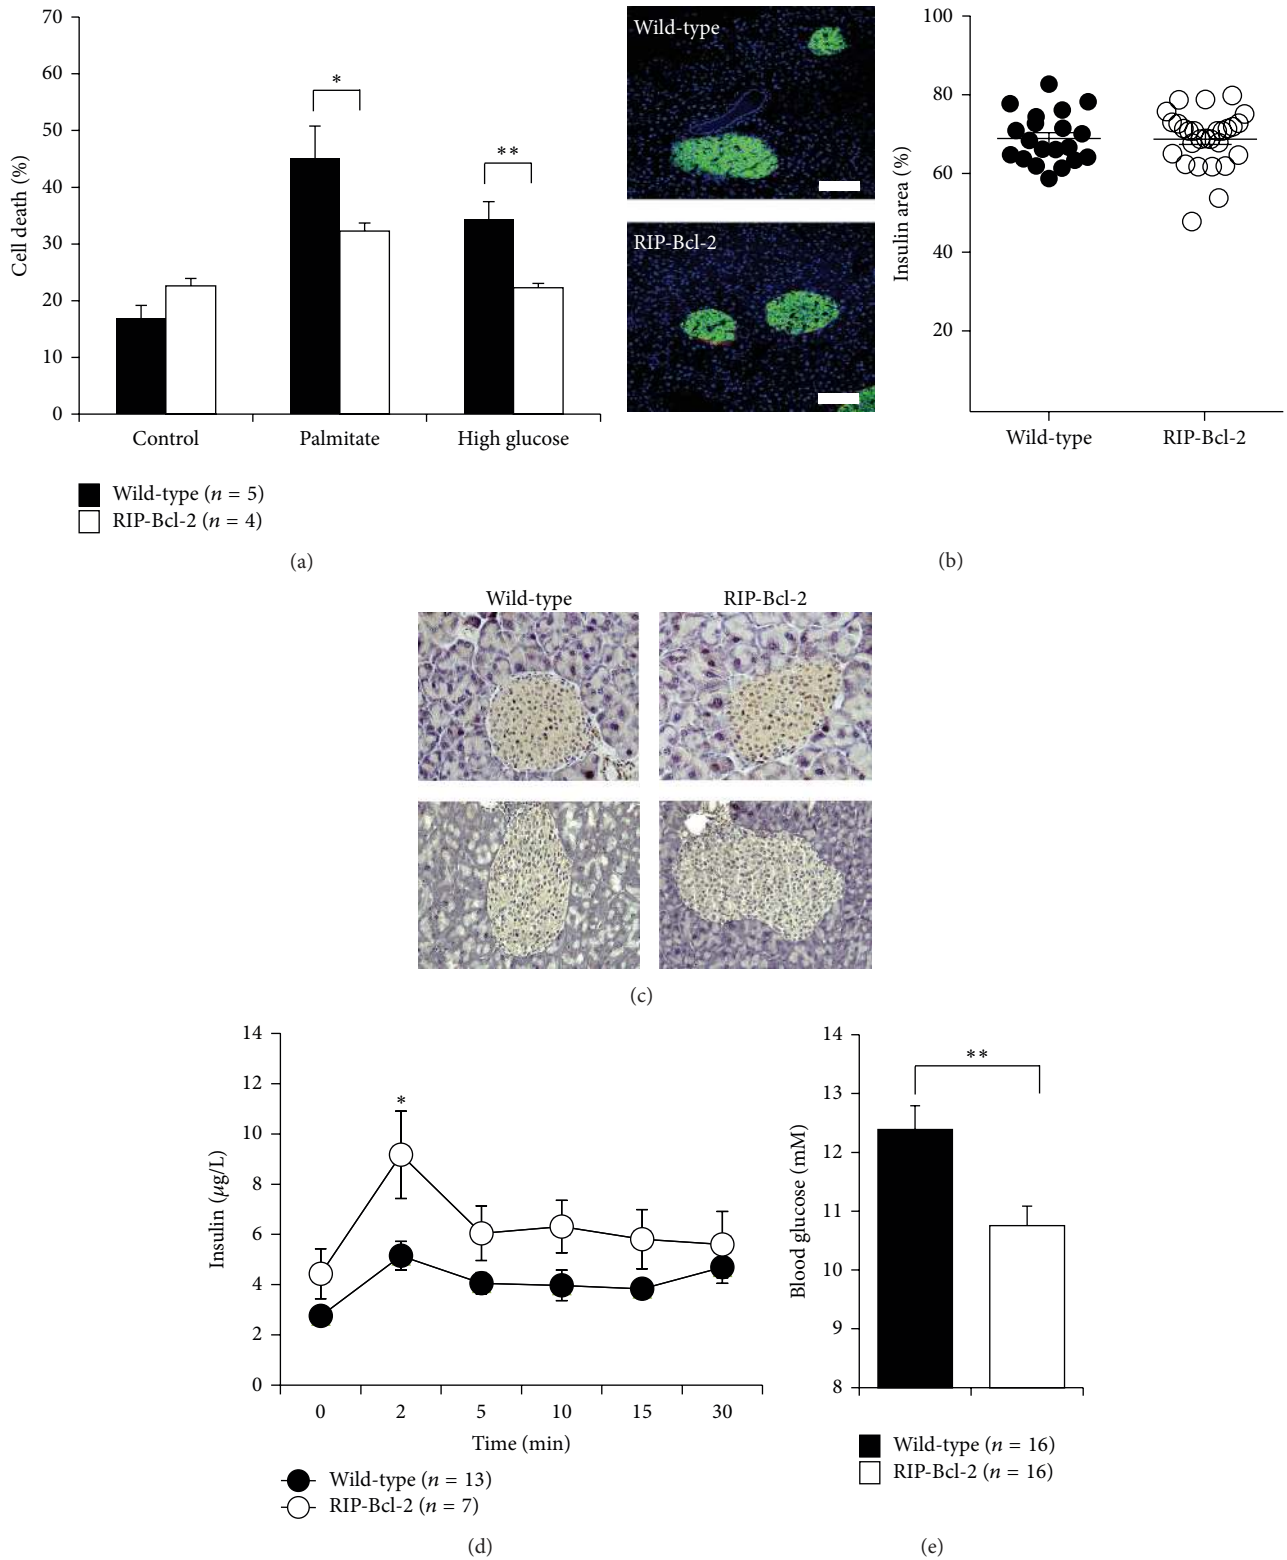 70
60
50
40
30
20
10
0
Cell death (%)
*
**
Control
Palmitate
High glucose
Wild-type (n = 5)
RIP-Bcl-2 (n = 4)
(a)
Wild-type
RIP-Bcl-2
100
80
60
40
20
Insulin area (%)
Wild-type
RIP-Bcl-2
(b)
Wild-type
RIP-Bcl-2
(c)
14
12
10
8
6
4
2
0
Insulin (μg/L)
*
0
2
5
10
15
30
Time (min)
Wild-type (n = 13)
RIP-Bcl-2 (n = 7)
(d)
14
13
12
11
10
9
8
Blood glucose (mM)
**
Wild-type (n = 16)
RIP-Bcl-2 (n = 16)
(e)